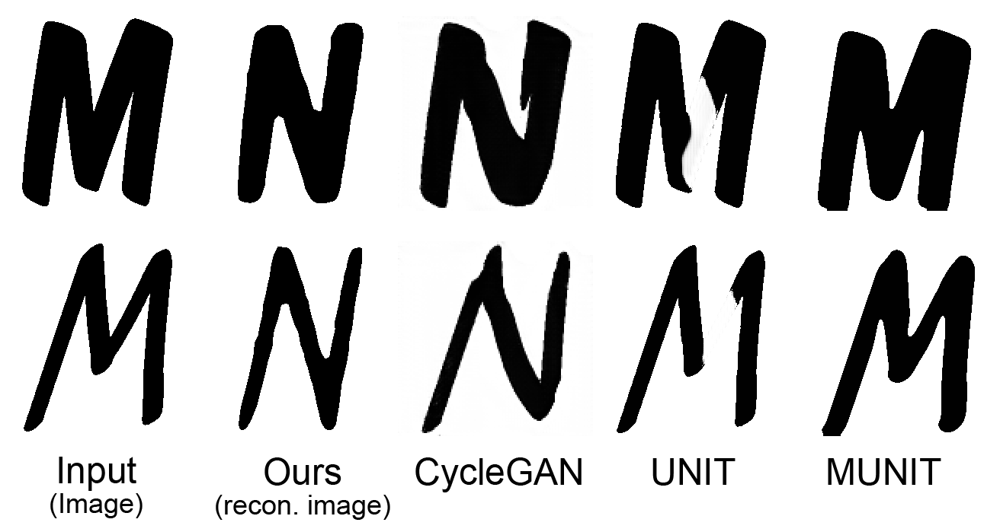 M N N M M
M N N M M
Input Ours CycleGAN UNIT MUNIT
(Image) (recon. image)